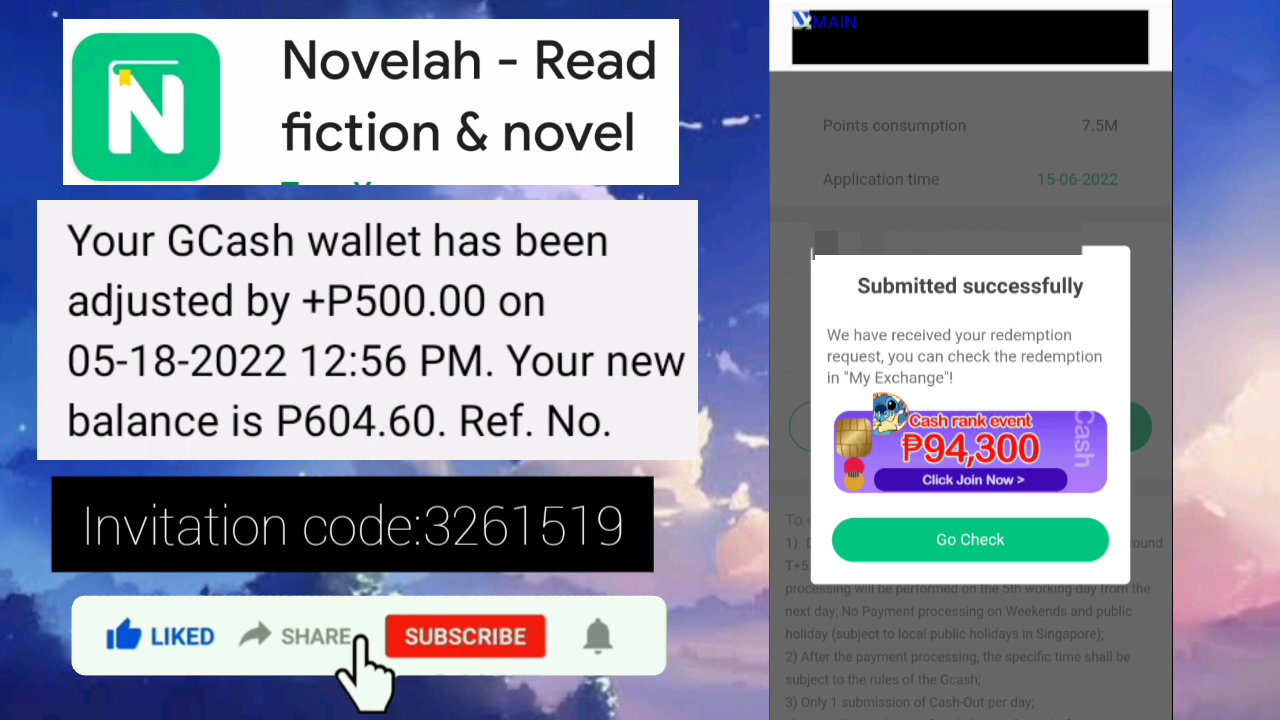 Novelah - Read
fiction & novel
Your GCash wallet has been
adjusted by +P500.00 on
05-18-2022 12:56 PM. Your new
balance is P604.60. Ref. No.
Invitation code:3261519
LIKED
SHARE
SUBSCRIBE
MAIN
Points consumption 7.5M
Application time 15-06-2022
Submitted successfully
We have received your redemption
request, you can check the redemption
in "My Exchange"!
Cash rank event
₱94,300
Click Join Now >
Cash
Go Check
To
1)
T+5
processing will be performed on the 5th working day from the
next day; No Payment processing on Weekends and public
holiday (subject to local public holidays in Singapore);
2) After the payment processing, the specific time shall be
subject to the rules of the Gcash;
3) Only 1 submission of Cash-Out per day;